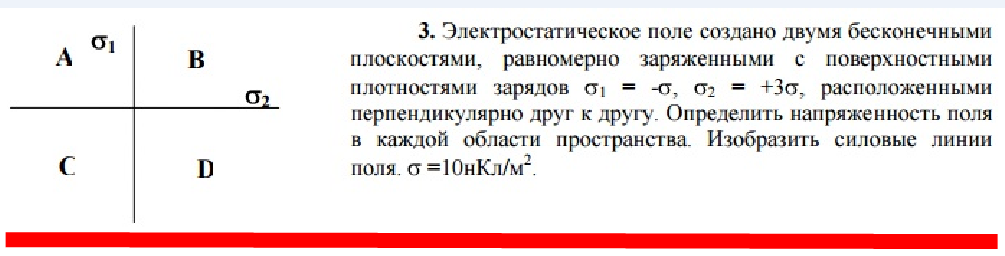 A σ1 B
σ2
C D
3. Электростатическое поле создано двумя бесконечными
плоскостями, равномерно заряженными с поверхностными
плотностями зарядов σ1 = -σ, σ2 = +3σ, расположенными
перпендикулярно друг к другу. Определить напряженность поля
в каждой области пространства. Изобразить силовые линии
поля. σ =10нКл/м².